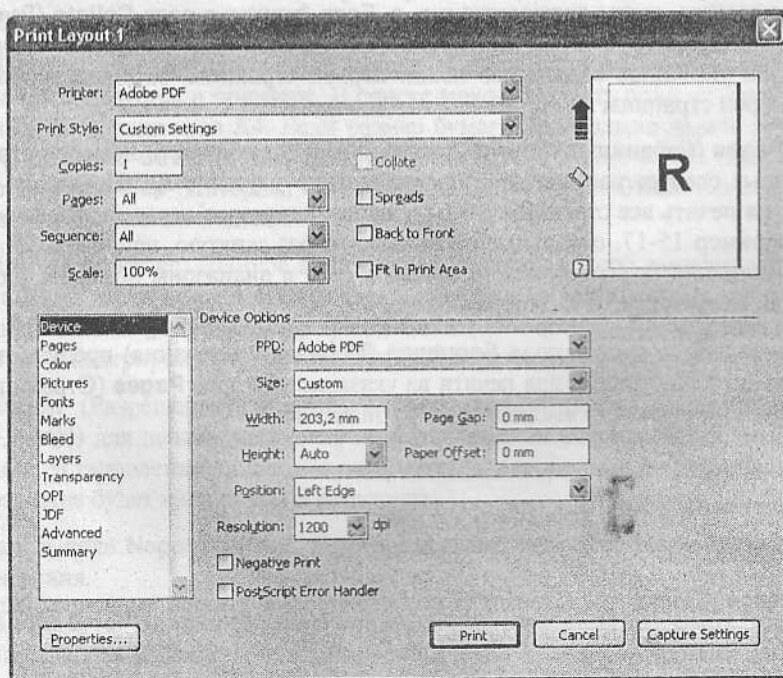 Print Layout 1
Printer: Adobe PDF
Print Style: Custom Settings
Copies: 1
Collate
Pages: All
Spreads
Sequence: All
Back to Front
Scale: 100%
Fit in Print Area
?
R
Device
Pages
Color
Pictures
Fonts
Marks
Bleed
Layers
Transparency
OPI
JDF
Advanced
Summary
Device Options
PPD: Adobe PDF
Size: Custom
Width: 203,2 mm
Page Gap: 0 mm
Height: Auto
Paper Offset: 0 mm
Position: Left Edge
Resolution: 1200 dpi
Negative Print
PostScript Error Handler
Properties...
Print
Cancel
Capture Settings